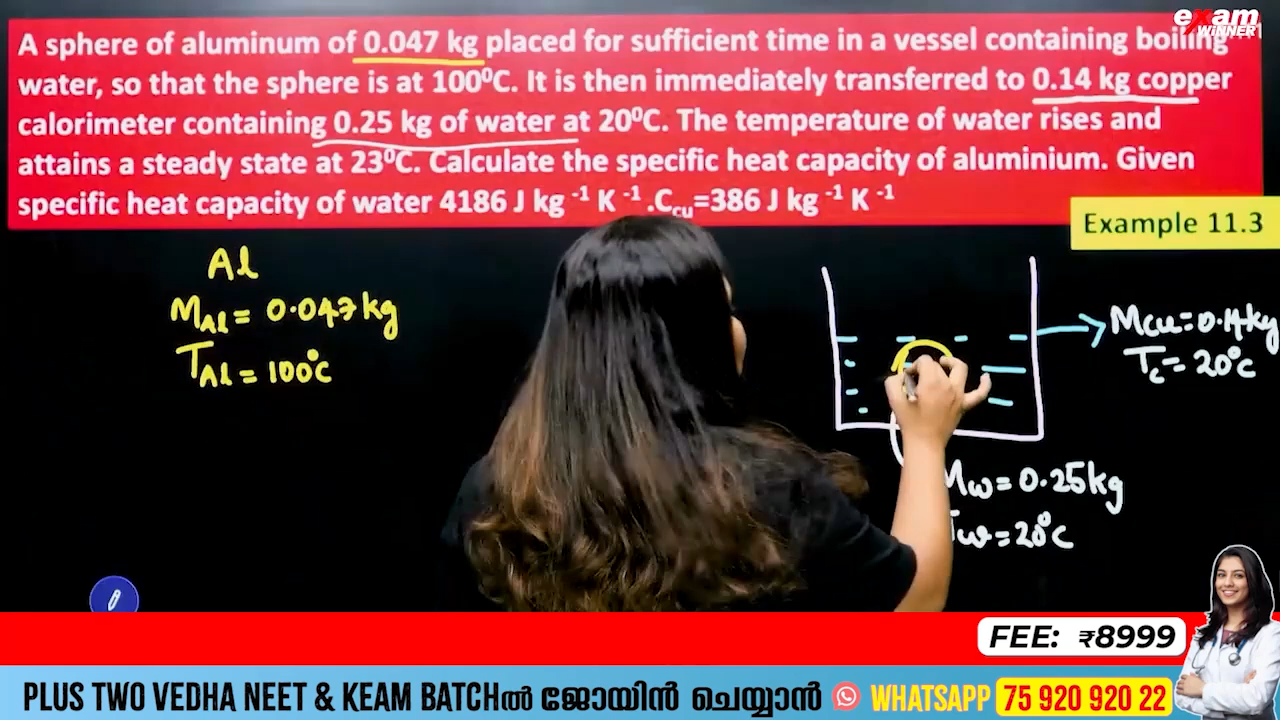 exam
WiNNER
A sphere of aluminum of 0.047 kg placed for sufficient time in a vessel containing boiling
water, so that the sphere is at 100⁰C. It is then immediately transferred to 0.14 kg copper
calorimeter containing 0.25 kg of water at 20⁰C. The temperature of water rises and
attains a steady state at 23⁰C. Calculate the specific heat capacity of aluminium. Given
specific heat capacity of water 4186 J kg ⁻¹ K ⁻¹ .Ccu=386 J kg ⁻¹ K ⁻¹
Example 11.3
Al
MAl = 0.047 kg
TAl = 100°C
Mcu = 0.14kg
Tc = 20°C
Mw = 0.25kg
Tw = 20°C
FEE: ₹8999
PLUS TWO VEDHA NEET & KEAM BATCHൽ ജോയിൻ ചെയ്യാൻ WHATSAPP 75 920 920 22